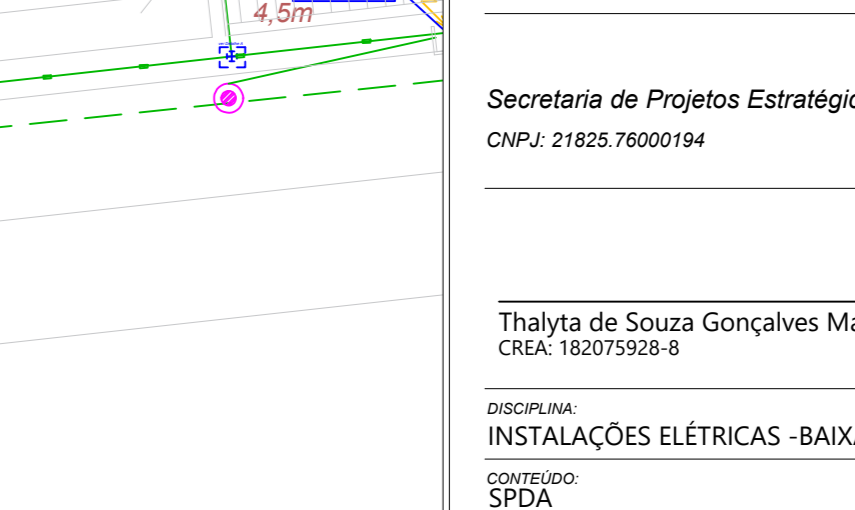 4,5m
Secretaria de Projetos Estratégic
CNPJ: 21825.76000194
Thalyta de Souza Gonçalves Ma
CREA: 182075928-8
DISCIPLINA:
INSTALAÇÕES ELÉTRICAS -BAIXA
CONTEÚDO:
SPDA